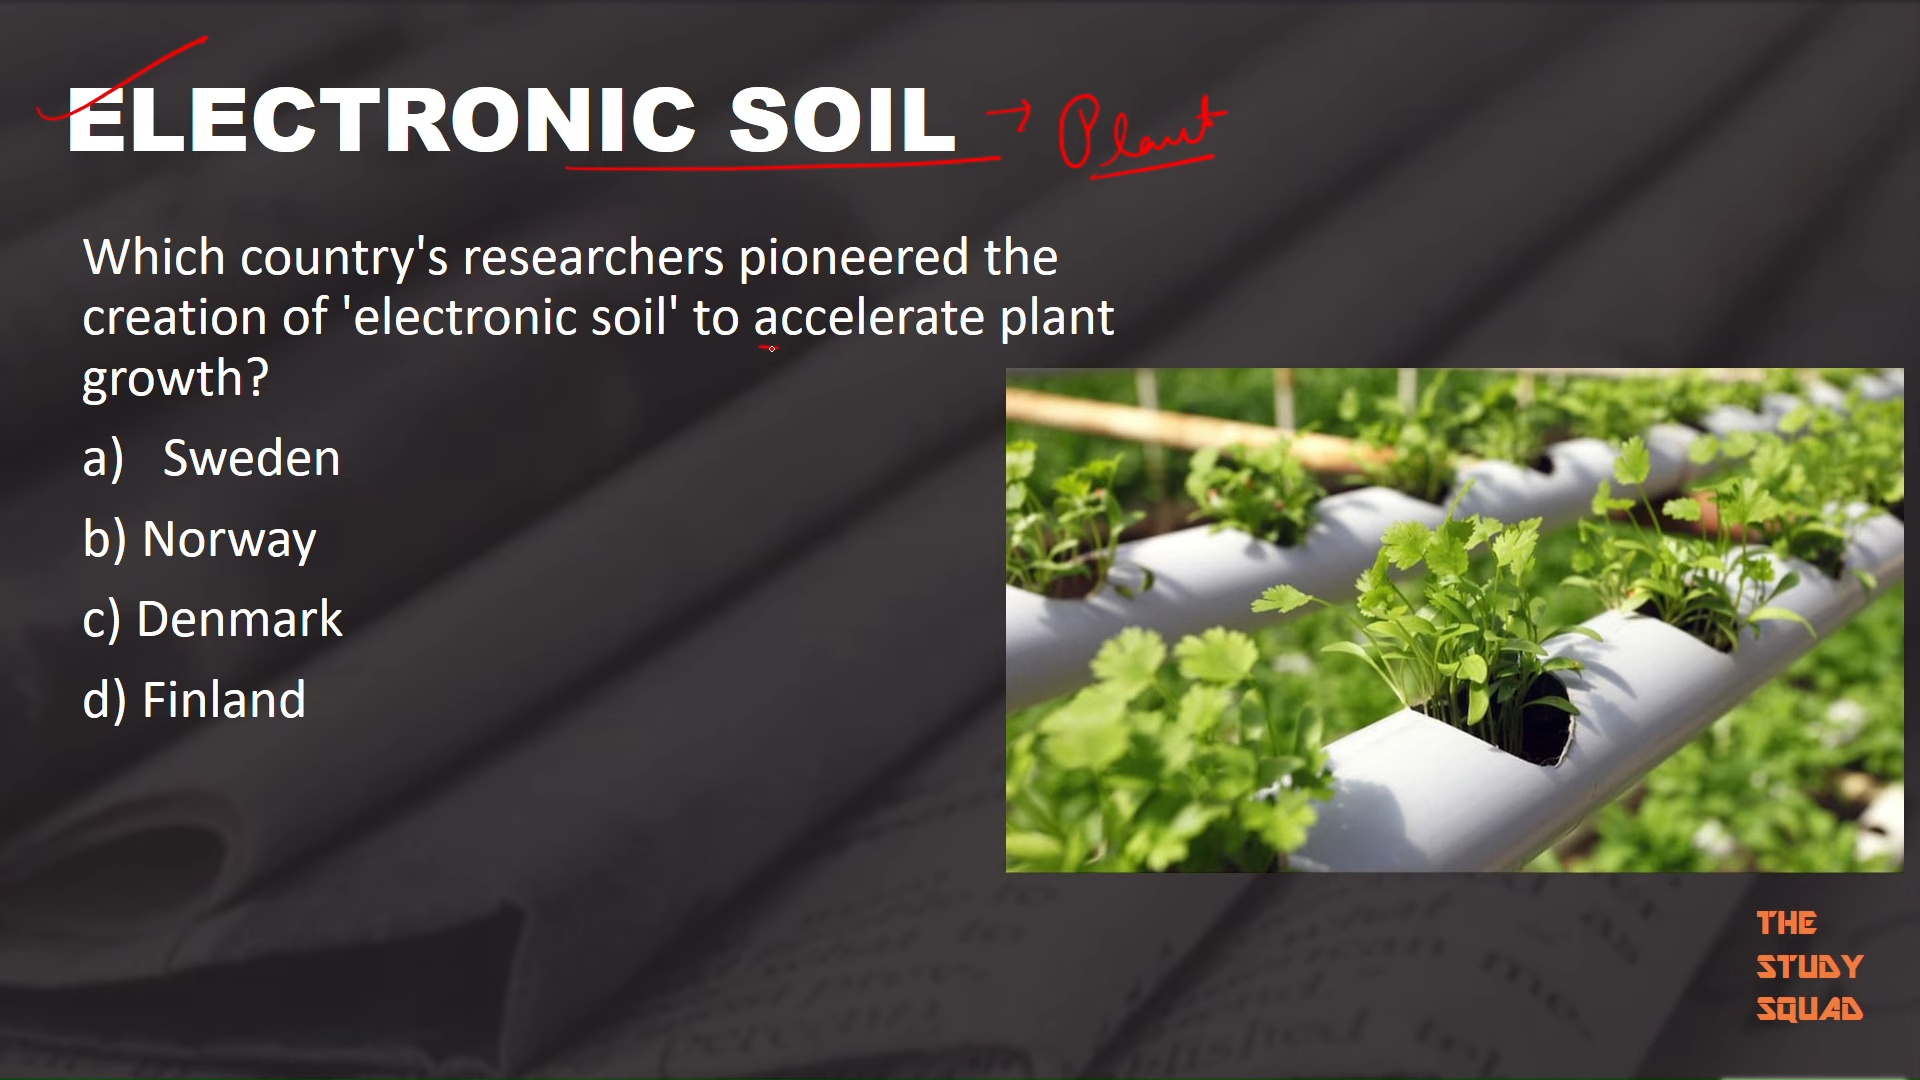 ELECTRONIC SOIL → Plant
Which country's researchers pioneered the
creation of 'electronic soil' to accelerate plant
growth?
a) Sweden
b) Norway
c) Denmark
d) Finland
THE
STUDY
SQUAD